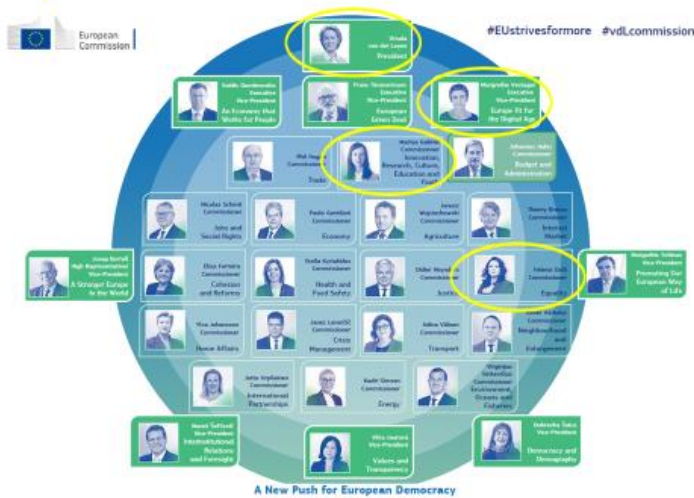 European
Commission
#EUstrivesformore #vdLcommission
Ursula
von der Leyen
President
Valdis Dombrovskis
Executive
Vice-President
An Economy that
Works for People
Frans Timmermans
Executive
Vice-President
European
Green Deal
Margrethe Vestager
Executive
Vice-President
Europe Fit for
the Digital Age
Phil Hogan
Commissioner
Trade
Mariya Gabriel
Commissioner
Innovation,
Research, Culture,
Education and
Youth
Johannes Hahn
Commissioner
Budget and
Administration
Nicolas Schmit
Commissioner
Jobs and
Social Rights
Paolo Gentiloni
Commissioner
Economy
Janusz
Wojciechowski
Commissioner
Agriculture
Thierry Breton
Commissioner
Internal
Market
Josep Borrell
High Representative/
Vice-President
A Stronger Europe
in the World
Elisa Ferreira
Commissioner
Cohesion
and Reforms
Stella Kyriakides
Commissioner
Health and
Food Safety
Didier Reynders
Commissioner
Justice
Helena Dalli
Commissioner
Equality
Margaritis Schinas
Vice-President
Promoting Our
European Way
of Life
Ylva Johansson
Commissioner
Home Affairs
Janez Lenarčič
Commissioner
Crisis
Management
Adina Vălean
Commissioner
Transport
Commissioner
Neighbourhood
and
Enlargement
Jutta Urpilainen
Commissioner
International
Partnerships
Kadri Simson
Commissioner
Energy
Virginijus
Sinkevičius
Commissioner
Environment,
Oceans and
Fisheries
Maroš Šefčovič
Vice-President
Interinstitutional
Relations
and Foresight
Věra Jourová
Vice-President
Values and
Transparency
Dubravka Šuica
Vice-President
Democracy and
Demography
A New Push for European Democracy